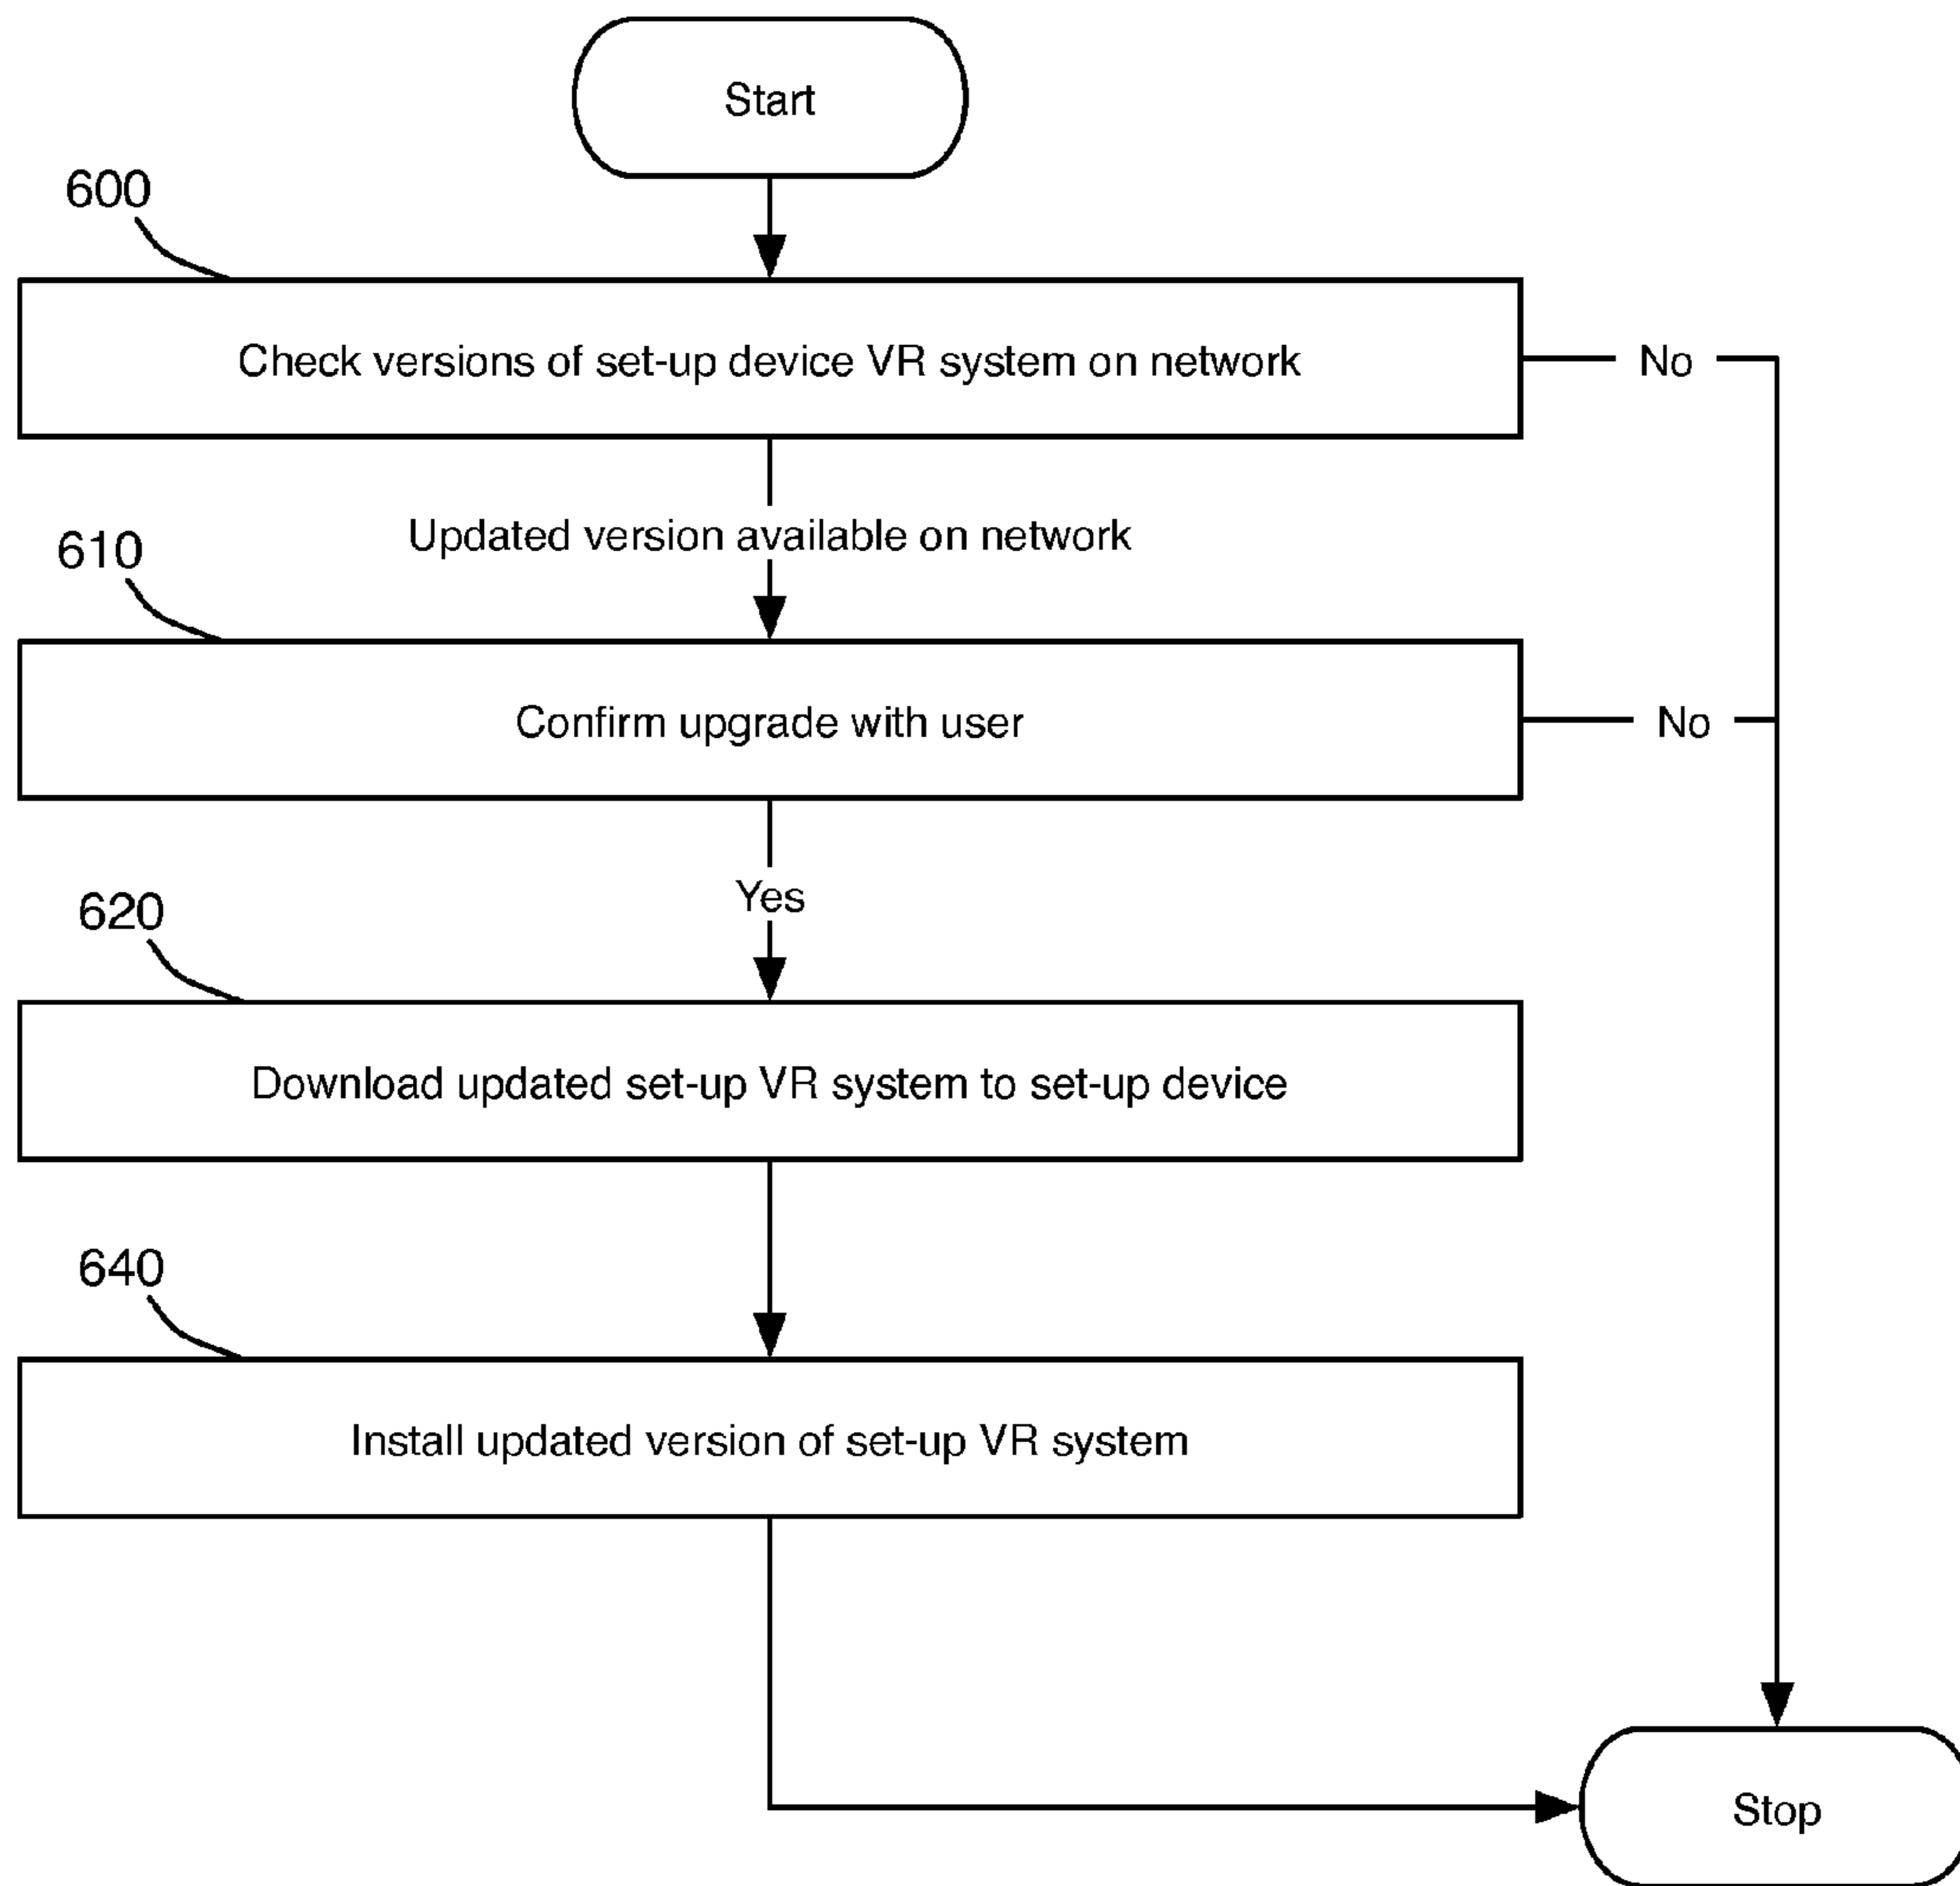 Start
600
Check versions of set-up device VR system on network
No
Updated version available on network
610
Confirm upgrade with user
No
Yes
620
Download updated set-up VR system to set-up device
640
Install updated version of set-up VR system
Stop